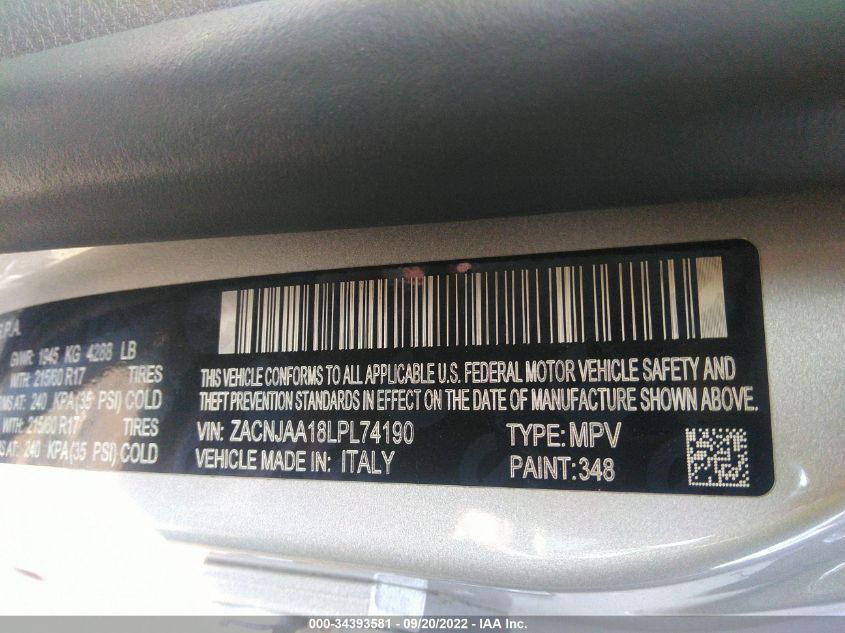 P.A.
GVWR: 1945 KG 4288 LB
WITH: 215/60 R17 TIRES
AT: 240 KPA(35 PSI) COLD
WITH: 215/60 R17 TIRES
AT: 240 KPA(35 PSI) COLD
THIS VEHICLE CONFORMS TO ALL APPLICABLE U.S. FEDERAL MOTOR VEHICLE SAFETY AND
THEFT PREVENTION STANDARDS IN EFFECT ON THE DATE OF MANUFACTURE SHOWN ABOVE.
VIN: ZACNJAA18LPL74190 TYPE: MPV
VEHICLE MADE IN: ITALY PAINT: 348
000-34393581 - 09/20/2022 - IAA Inc.